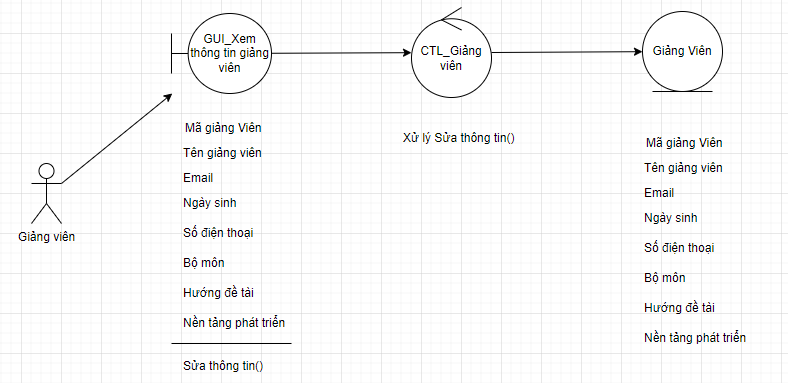 GUI_Xem
thông tin giảng
viên
CTL_Giảng
viên
Giảng Viên
Giảng viên
Mã giảng Viên
Tên giảng viên
Email
Ngày sinh
Số điện thoại
Bộ môn
Hướng đề tài
Nền tảng phát triển
Sửa thông tin()
Xử lý Sửa thông tin()
Mã giảng Viên
Tên giảng viên
Email
Ngày sinh
Số điện thoại
Bộ môn
Hướng đề tài
Nền tảng phát triển